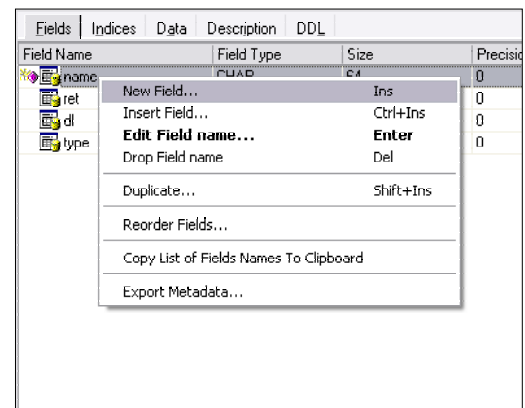 Fields Indices Data Description DDL
Field Name Field Type Size Precisio
name CHAR 64 0
ret 0
dl 0
type 0
New Field... Ins
Insert Field... Ctrl+Ins
Edit Field name... Enter
Drop Field name Del
Duplicate... Shift+Ins
Reorder Fields...
Copy List of Fields Names To Clipboard
Export Metadata...